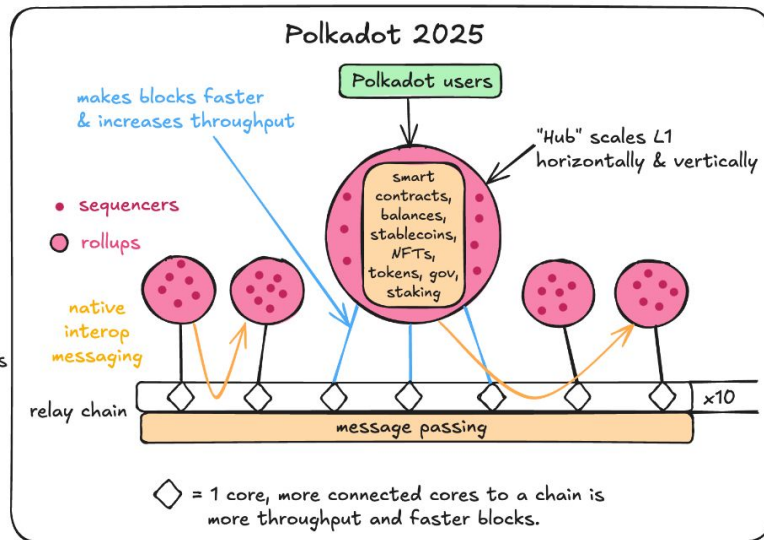 Polkadot 2025
Polkadot users
makes blocks faster
& increases throughput
"Hub" scales L1
horizontally & vertically
smart
contracts,
balances,
stablecoins,
NFTs,
tokens, gov,
staking
sequencers
rollups
native
interop
messaging
s
relay chain
x10
message passing
= 1 core, more connected cores to a chain is
more throughput and faster blocks.